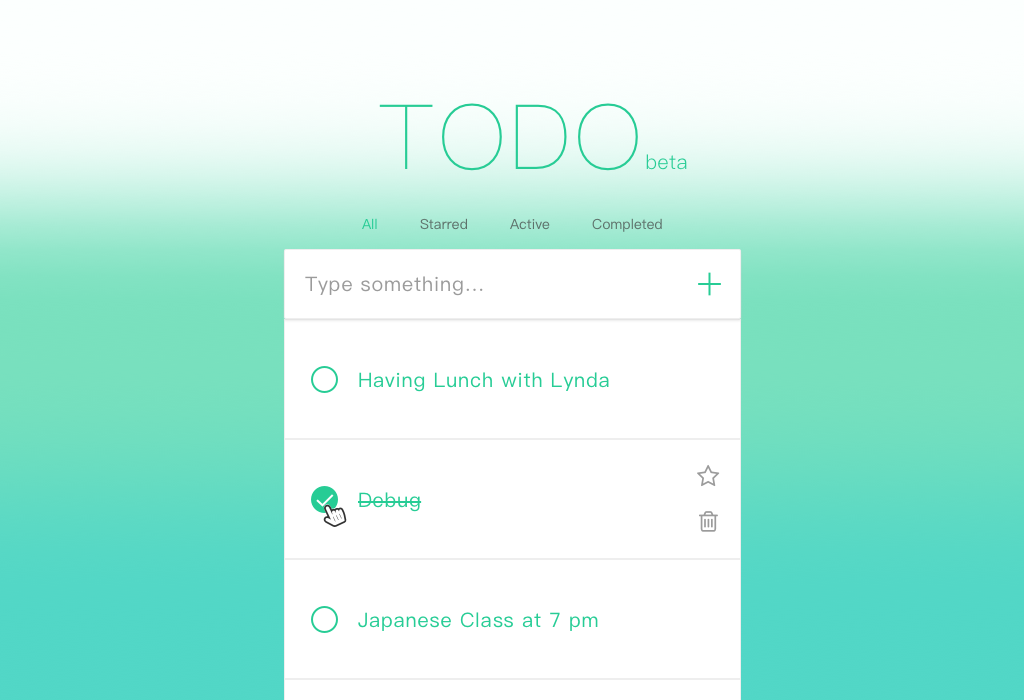 TODO beta
All Starred Active Completed
Type something...
Having Lunch with Lynda
Debug
Japanese Class at 7 pm